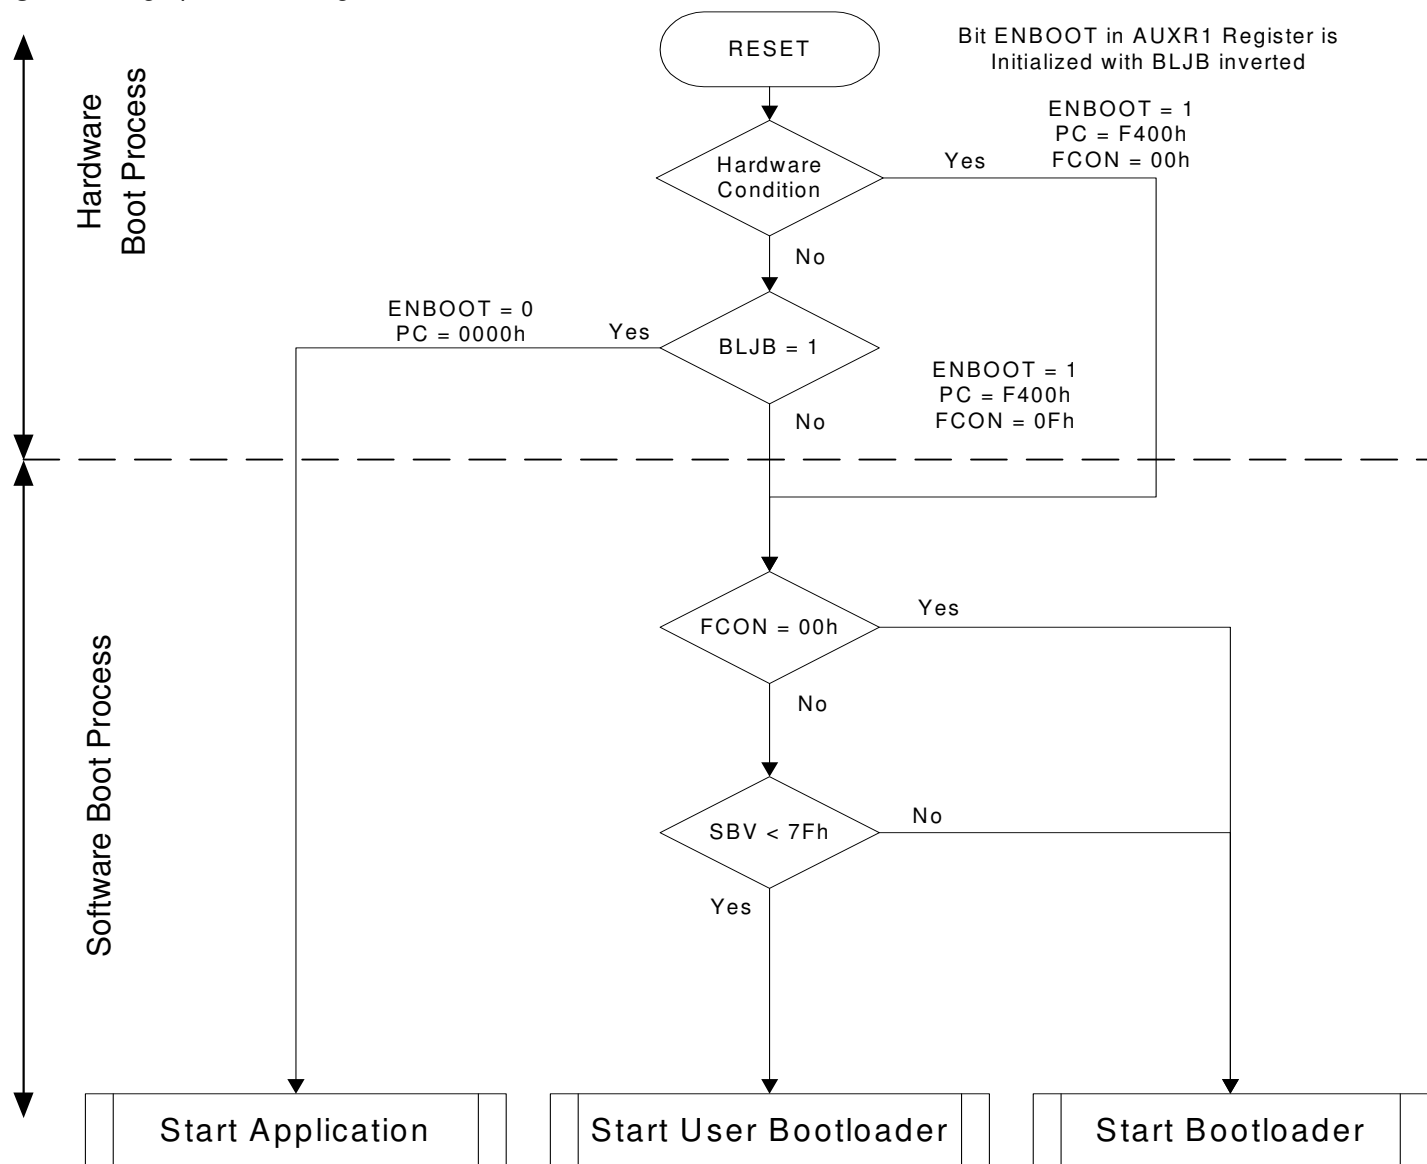 RESET
Bit ENBOOT in AUXR1 Register is
Initialized with BLJB inverted
Hardware
Boot Process
ENBOOT = 1
PC = F400h
FCON = 00h
Hardware
Condition
Yes
No
ENBOOT = 0
PC = 0000h
Yes
BLJB = 1
ENBOOT = 1
PC = F400h
FCON = 0Fh
No
Software Boot Process
FCON = 00h
Yes
No
SBV < 7Fh
No
Yes
Start Application
Start User Bootloader
Start Bootloader